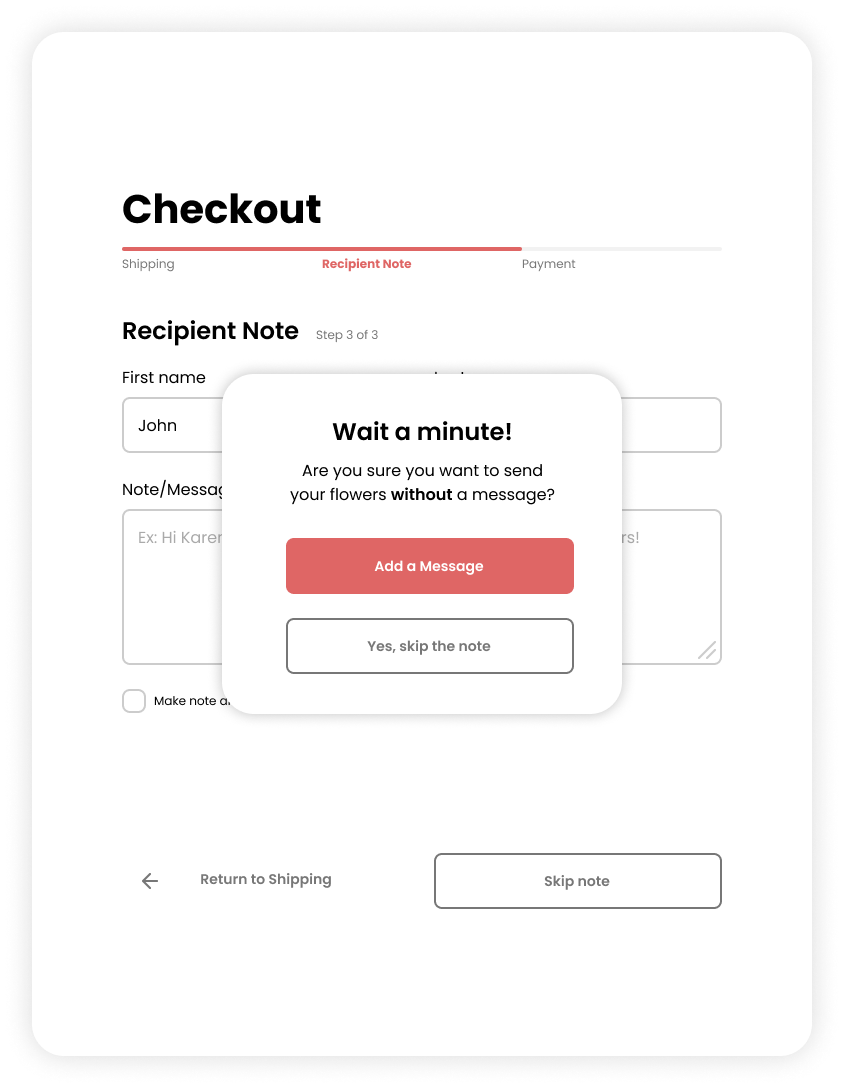 Checkout
Shipping Recipient Note Payment
Recipient Note Step 3 of 3
First name
John
Wait a minute!
Are you sure you want to send
your flowers without a message?
Note/Messag
Ex: Hi Karen
rs!
Add a Message
Yes, skip the note
Make note a
Return to Shipping Skip note